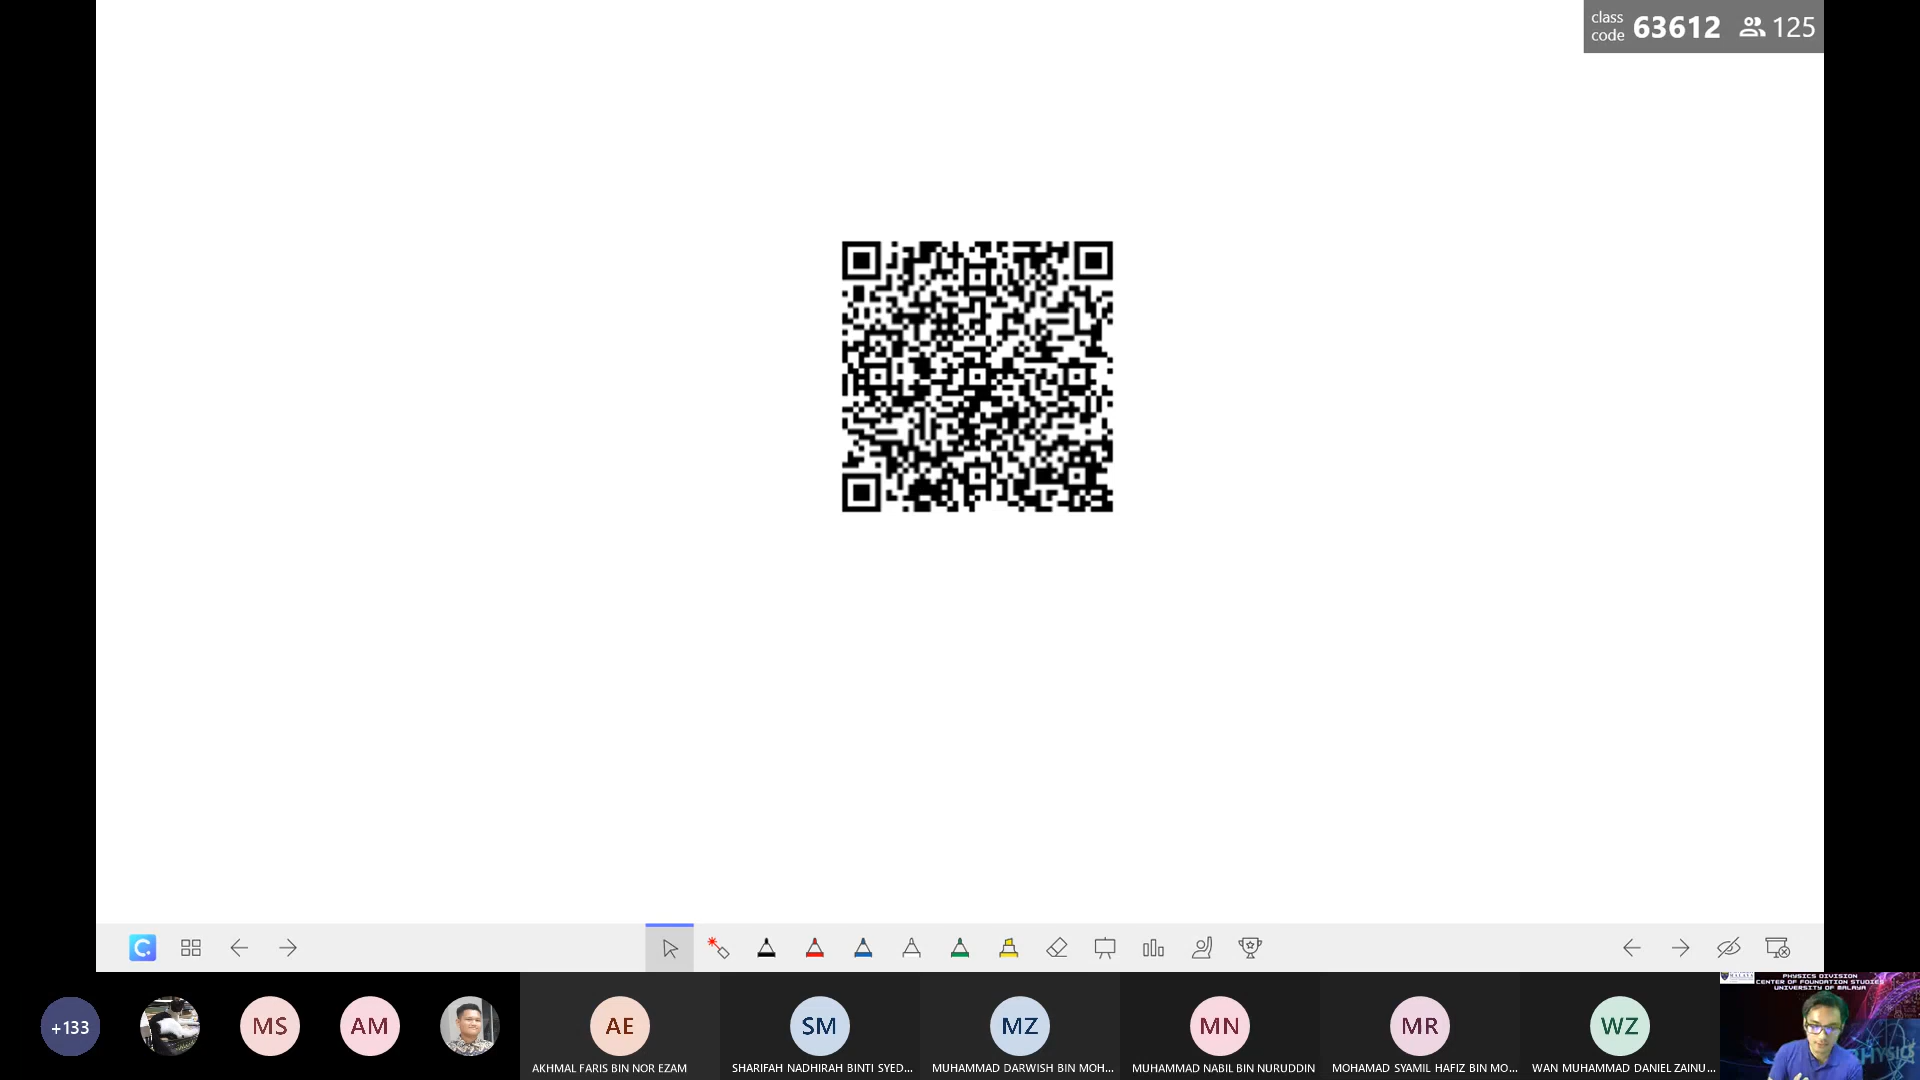 class
code 63612 125
+133
MS
AM
AE
SM
MZ
MN
MR
WZ
AKHMAL FARIS BIN NOR EZAM
SHARIFAH NADHIRAH BINTI SYED...
MUHAMMAD DARWISH BIN MOH...
MUHAMMAD NABIL BIN NURUDDIN
MOHAMAD SYAMIL HAFIZ BIN MO...
WAN MUHAMMAD DANIEL ZAINU...
PHYSICS DIVISION
CENTER OF FOUNDATION STUDIES
UNIVERSITY OF MALAYA
PHYSICS